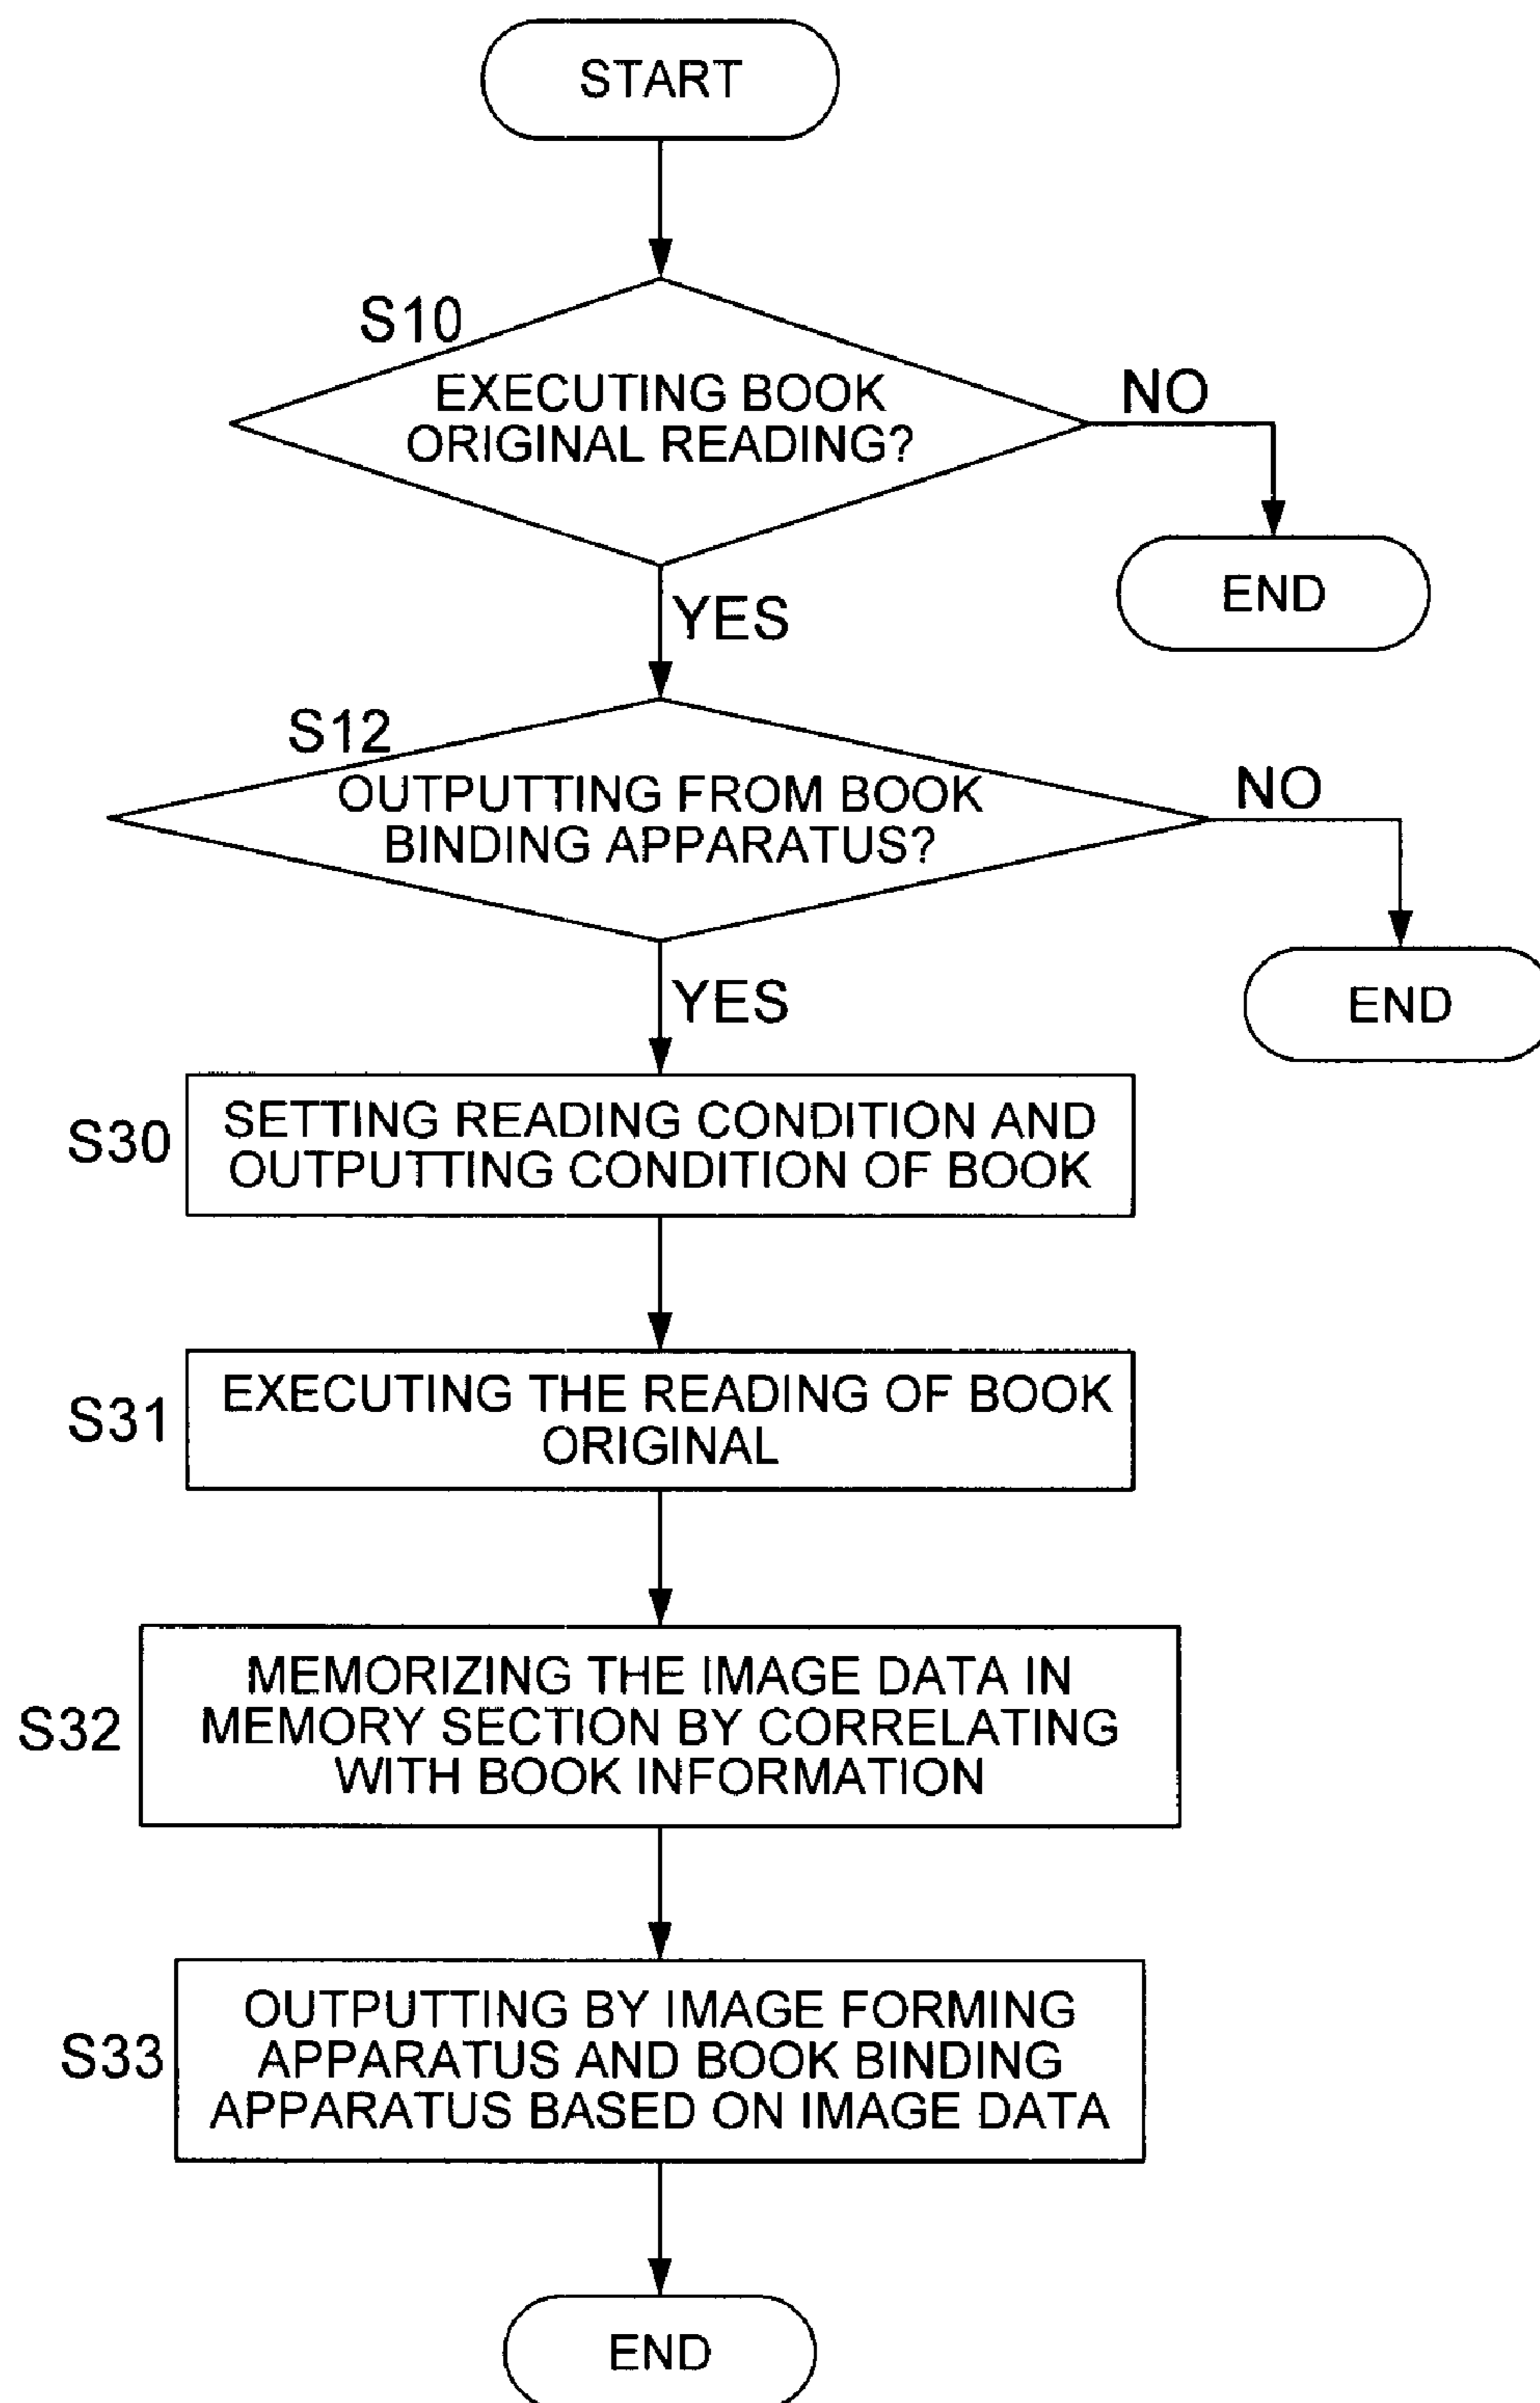 START
S10
EXECUTING BOOK
ORIGINAL READING?
NO
END
YES
S12
OUTPUTTING FROM BOOK
BINDING APPARATUS?
NO
END
YES
S30
SETTING READING CONDITION AND
OUTPUTTING CONDITION OF BOOK
S31
EXECUTING THE READING OF BOOK
ORIGINAL
S32
MEMORIZING THE IMAGE DATA IN
MEMORY SECTION BY CORRELATING
WITH BOOK INFORMATION
S33
OUTPUTTING BY IMAGE FORMING
APPARATUS AND BOOK BINDING
APPARATUS BASED ON IMAGE DATA
END